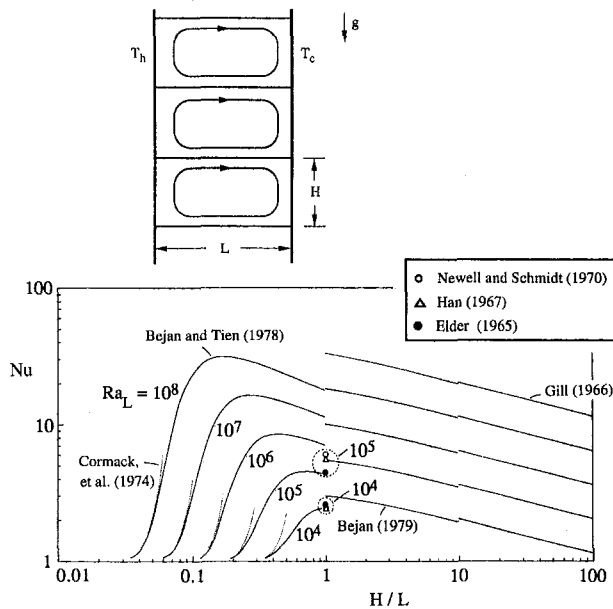 g
T_h
T_c
H
L
Newell and Schmidt (1970)
Han (1967)
Elder (1965)
100
Bejan and Tien (1978)
Nu
Ra_L = 10^8
Gill (1966)
10
10^7
10^6
10^5
Cormack,
et al. (1974)
10^5
10^4
10^4
Bejan (1979)
1
0.01
0.1
1
10
100
H / L